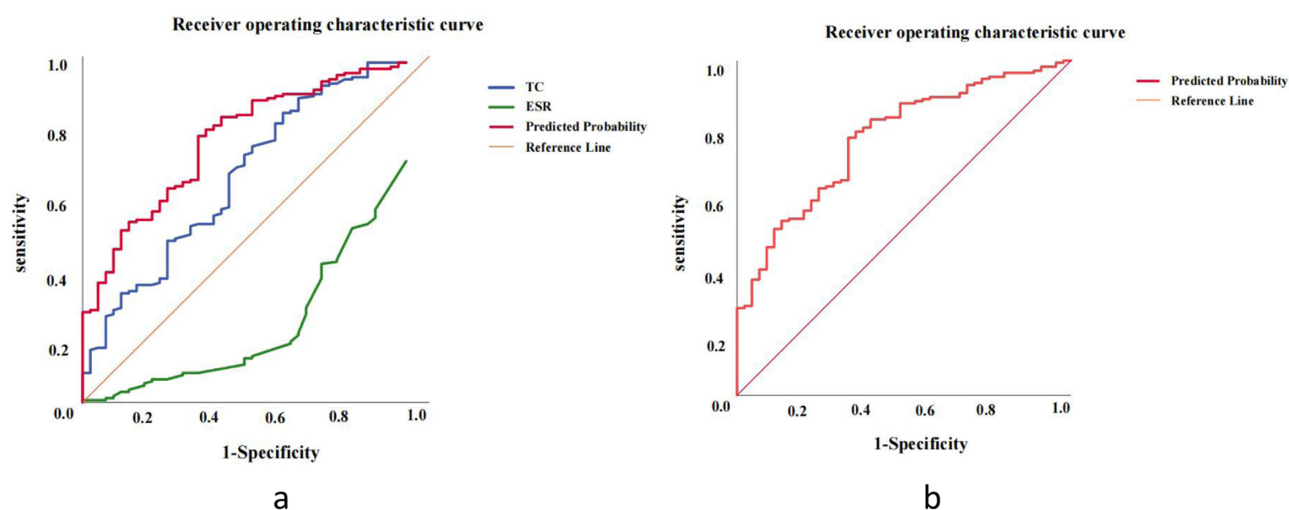 Receiver operating characteristic curve
1.0
0.8
0.6
0.4
0.2
0.0
sensitivity
0.2
0.4
0.6
0.8
1.0
1-Specificity
TC
ESR
Predicted Probability
Reference Line
a
Receiver operating characteristic curve
1.0
0.8
0.6
0.4
0.2
0.0
sensitivity
0.2
0.4
0.6
0.8
1.0
1-Specificity
Predicted Probability
Reference Line
b